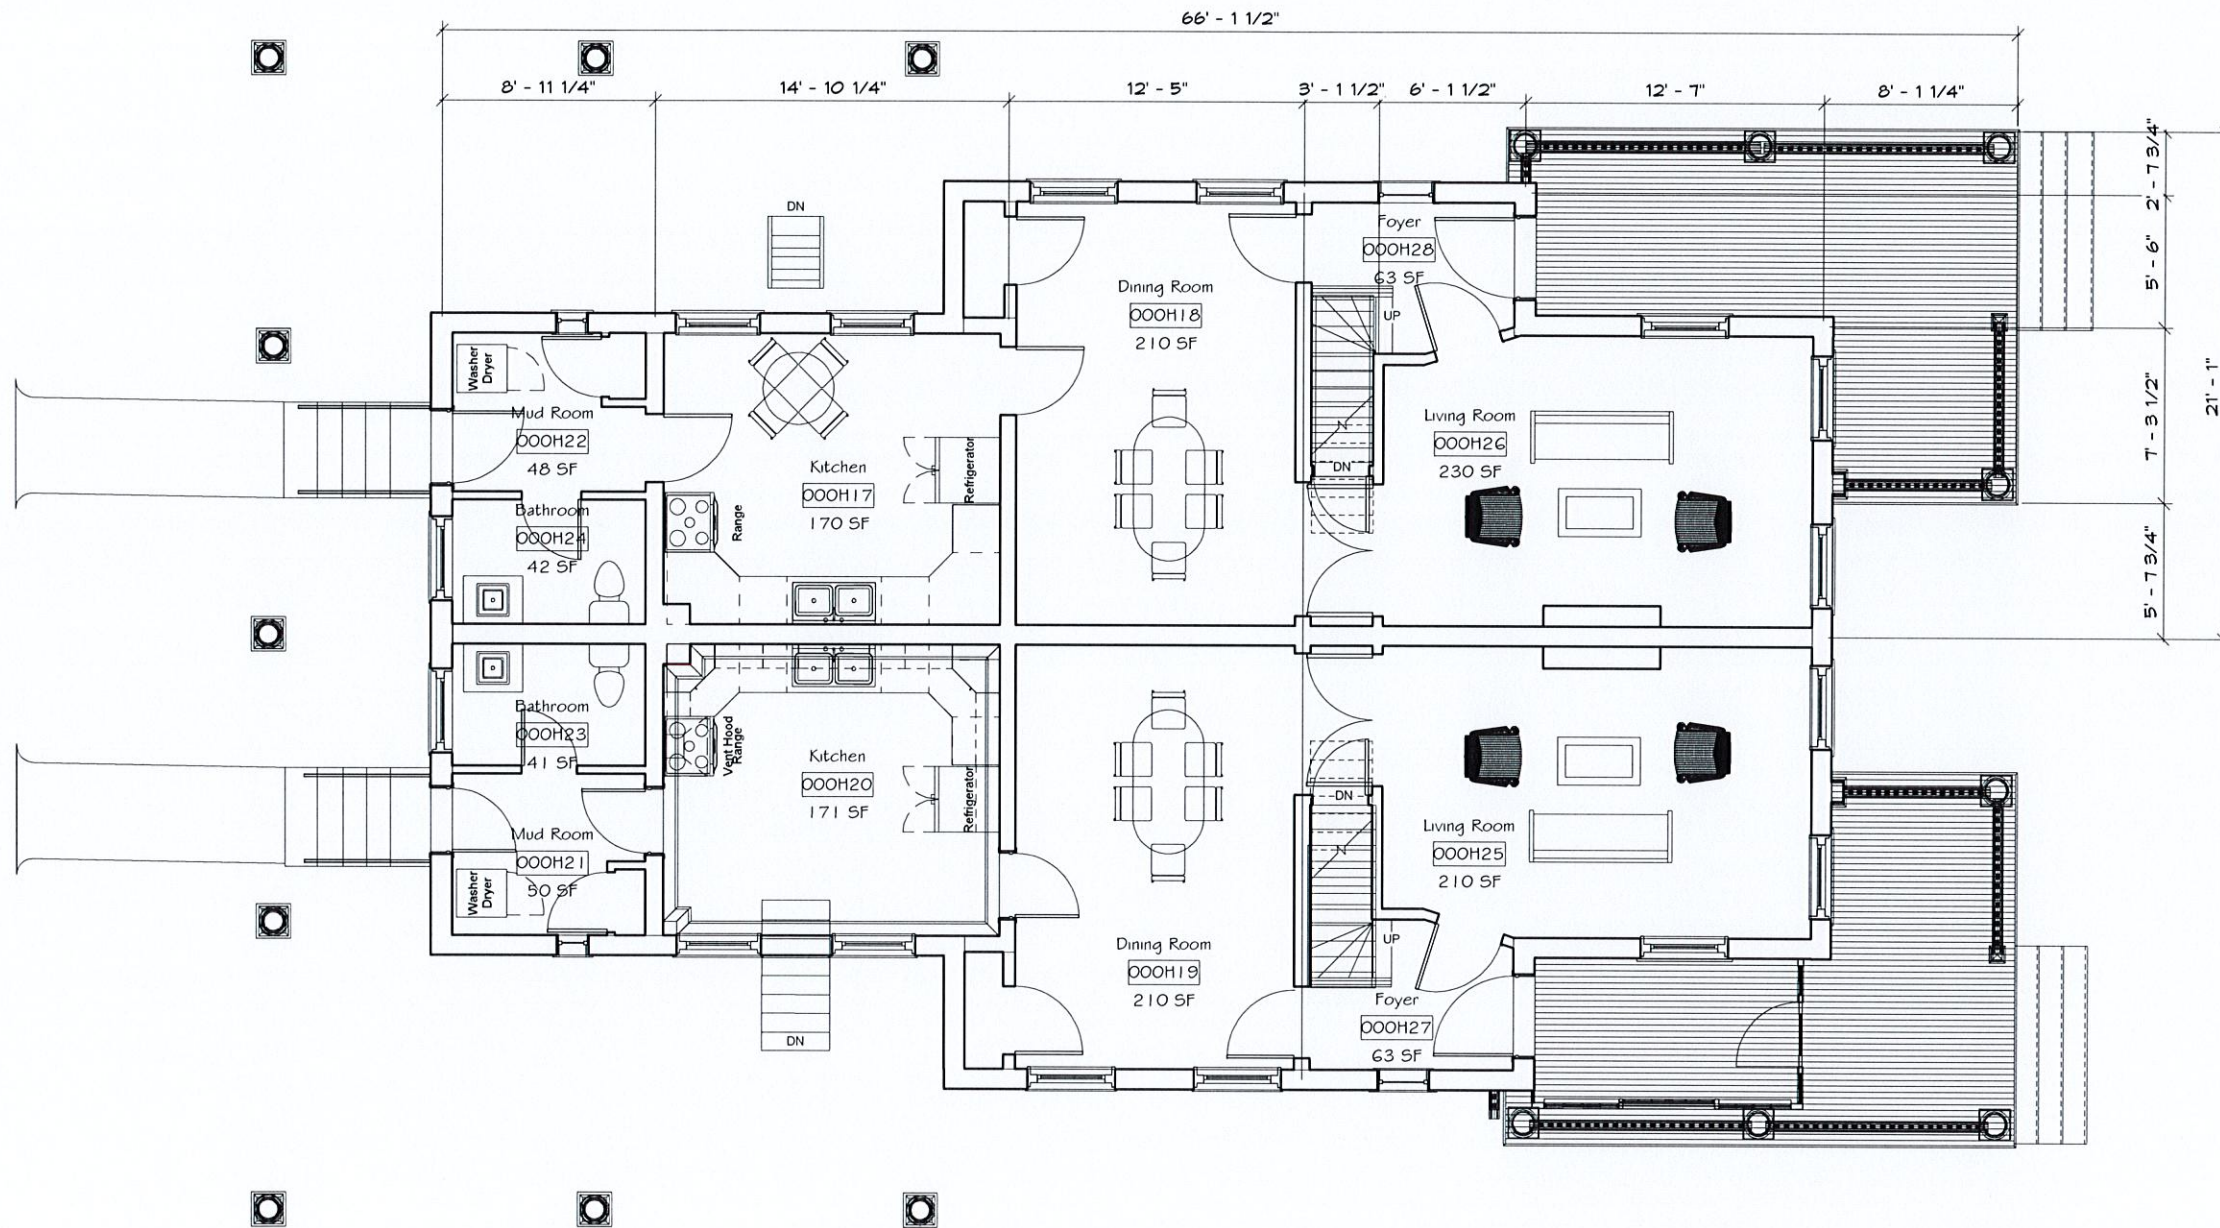 66' - 1 1/2"
8' - 11 1/4"
14' - 10 1/4"
12' - 5"
3' - 1 1/2"
6' - 1 1/2"
12' - 7"
8' - 1 1/4"
2' - 7 3/4"
5' - 6"
7' - 3 1/2"
5' - 7 3/4"
21' - 1"
DN
Foyer
000H28
63 SF
UP
Dining Room
000H18
210 SF
Washer
Dryer
Mud Room
000H22
48 SF
Kitchen
000H17
170 SF
Refrigerator
Range
Living Room
000H26
230 SF
DN
Bathroom
000H24
42 SF
Bathroom
000H23
41 SF
Vent Hood
Range
Kitchen
000H20
171 SF
Refrigerator
DN
Mud Room
000H21
50 SF
Washer
Dryer
Living Room
000H25
210 SF
Dining Room
000H19
210 SF
UP
Foyer
000H27
63 SF
DN